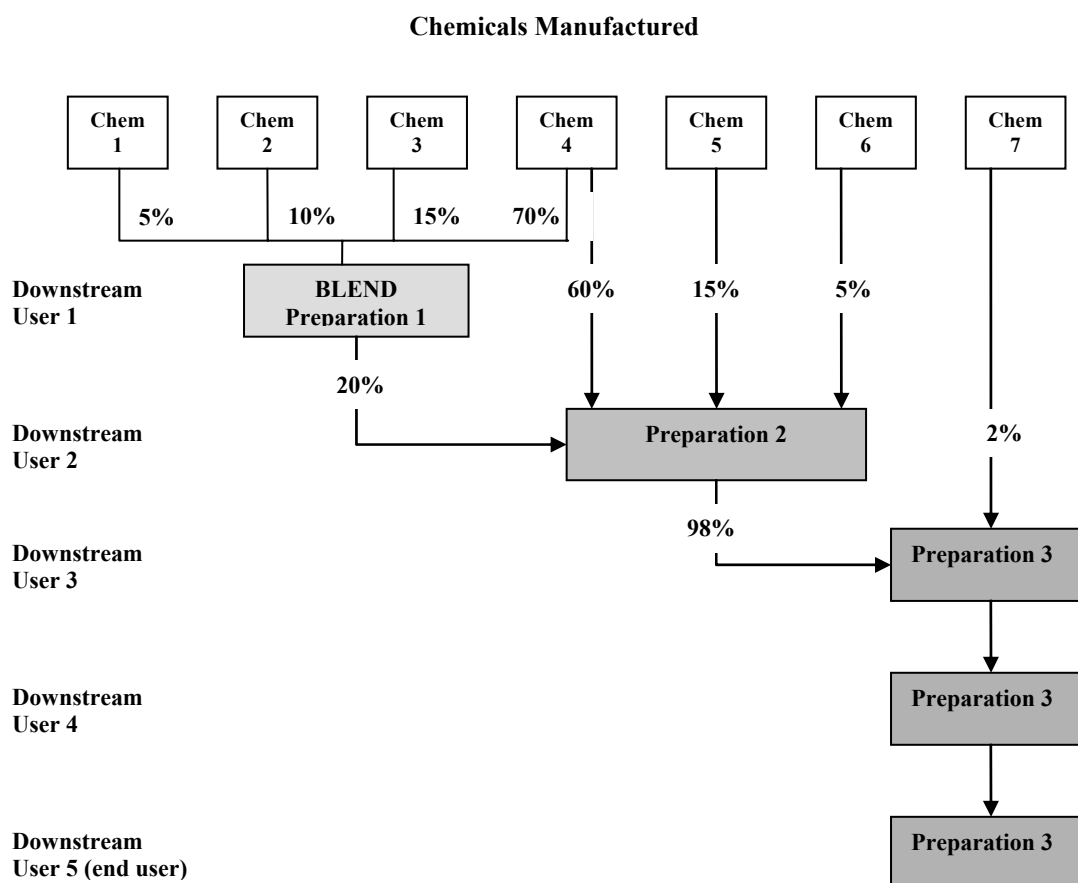 Chemicals Manufactured
Chem
1
Chem
2
Chem
3
Chem
4
Chem
5
Chem
6
Chem
7
5%
10%
15%
70%
Downstream
User 1
BLEND
Preparation 1
60%
15%
5%
20%
Downstream
User 2
Preparation 2
2%
98%
Downstream
User 3
Preparation 3
Downstream
User 4
Preparation 3
Downstream
User 5 (end user)
Preparation 3